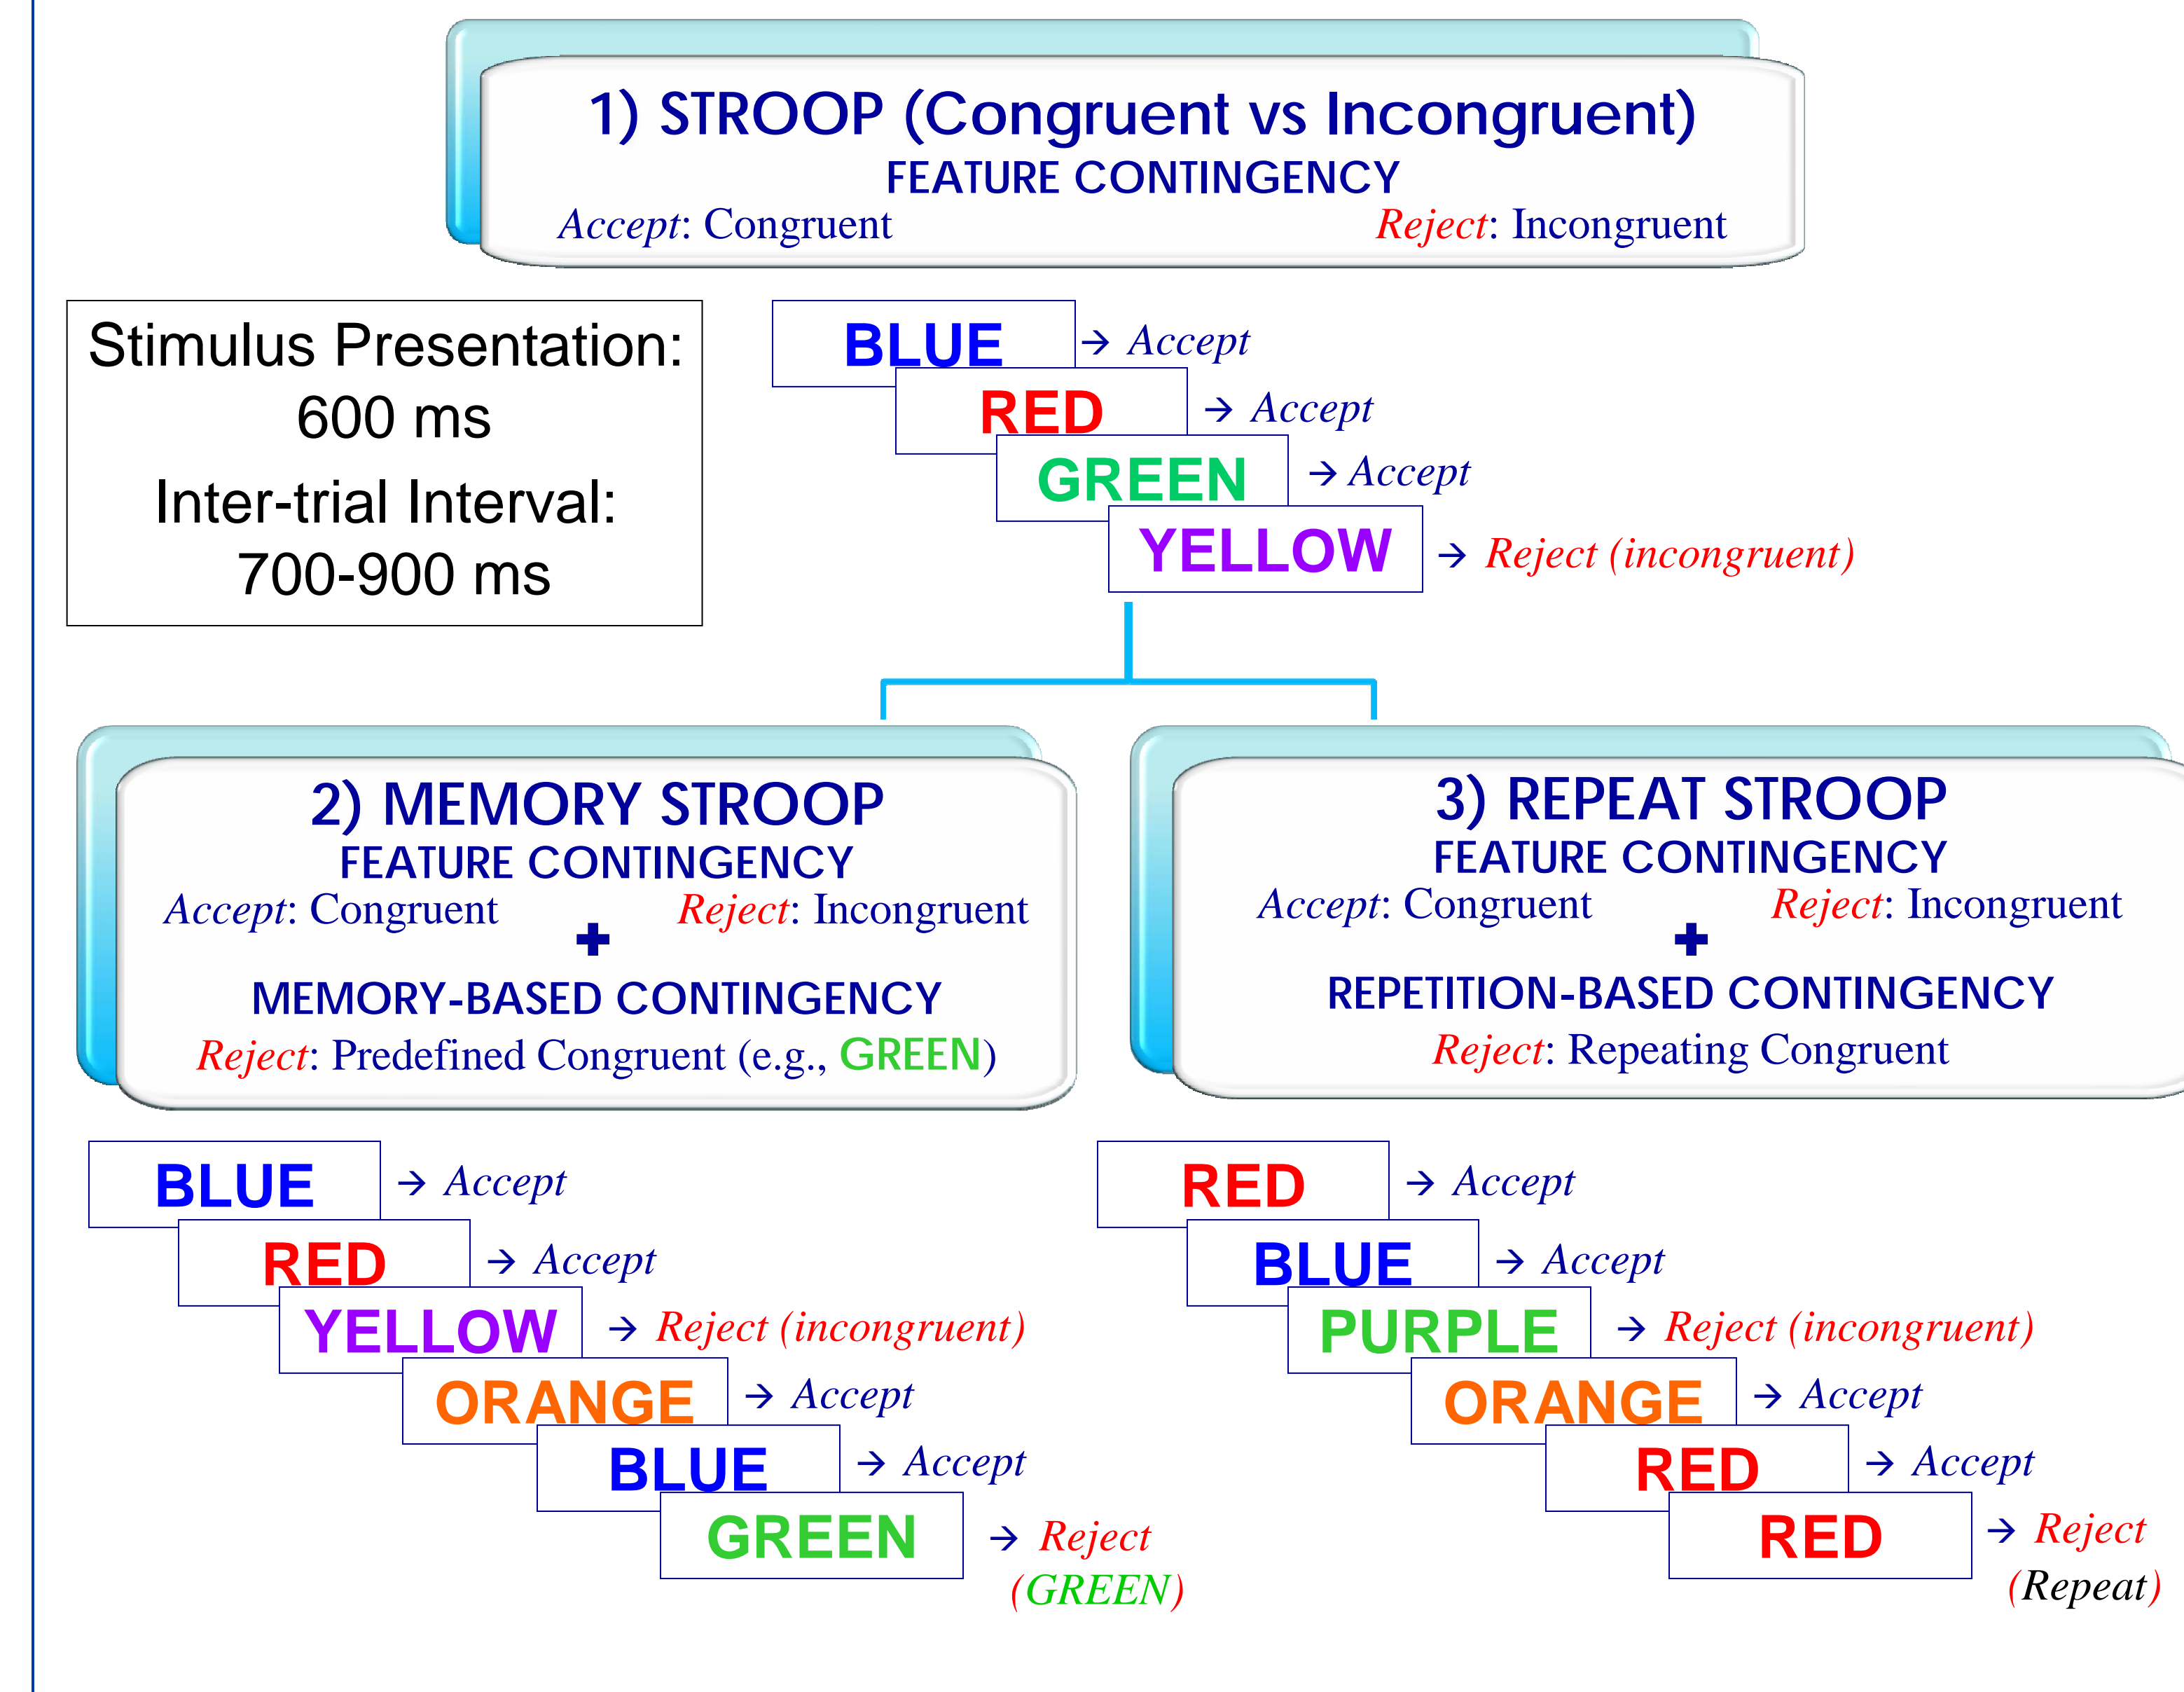 1) STROOP (Congruent vs Incongruent)
FEATURE CONTINGENCY
Accept: Congruent Reject: Incongruent
Stimulus Presentation:
600 ms
Inter-trial Interval:
700-900 ms
BLUE → Accept
RED → Accept
GREEN → Accept
YELLOW → Reject (incongruent)
2) MEMORY STROOP
FEATURE CONTINGENCY
Accept: Congruent Reject: Incongruent
+
MEMORY-BASED CONTINGENCY
Reject: Predefined Congruent (e.g., GREEN)
BLUE → Accept
RED → Accept
YELLOW → Reject (incongruent)
ORANGE → Accept
BLUE → Accept
GREEN → Reject
(GREEN)
3) REPEAT STROOP
FEATURE CONTINGENCY
Accept: Congruent Reject: Incongruent
+
REPETITION-BASED CONTINGENCY
Reject: Repeating Congruent
RED → Accept
BLUE → Accept
PURPLE → Reject (incongruent)
ORANGE → Accept
RED → Accept
RED → Reject
(Repeat)